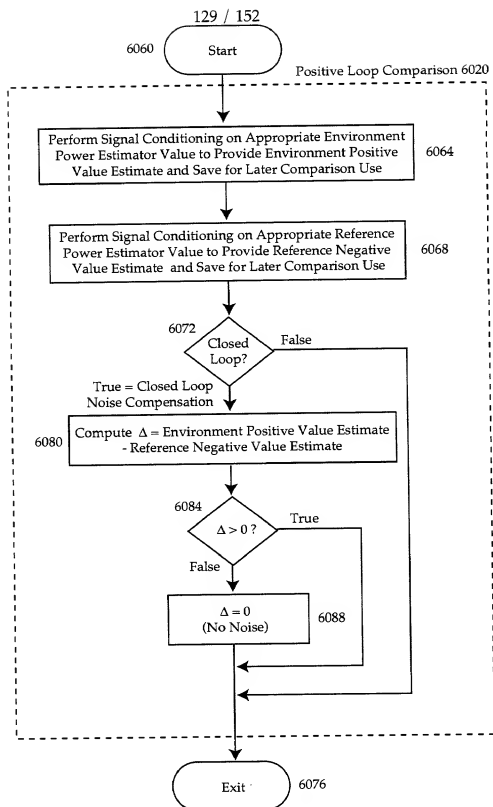 129 / 152
6060
Start
Positive Loop Comparison 6020
Perform Signal Conditioning on Appropriate Environment
Power Estimator Value to Provide Environment Positive
Value Estimate and Save for Later Comparison Use
6064
Perform Signal Conditioning on Appropriate Reference
Power Estimator Value to Provide Reference Negative
Value Estimate and Save for Later Comparison Use
6068
6072
Closed
Loop?
False
True = Closed Loop
Noise Compensation
6080
Compute Δ = Environment Positive Value Estimate
- Reference Negative Value Estimate
6084
Δ > 0 ?
True
False
Δ = 0
(No Noise)
6088
Exit
6076